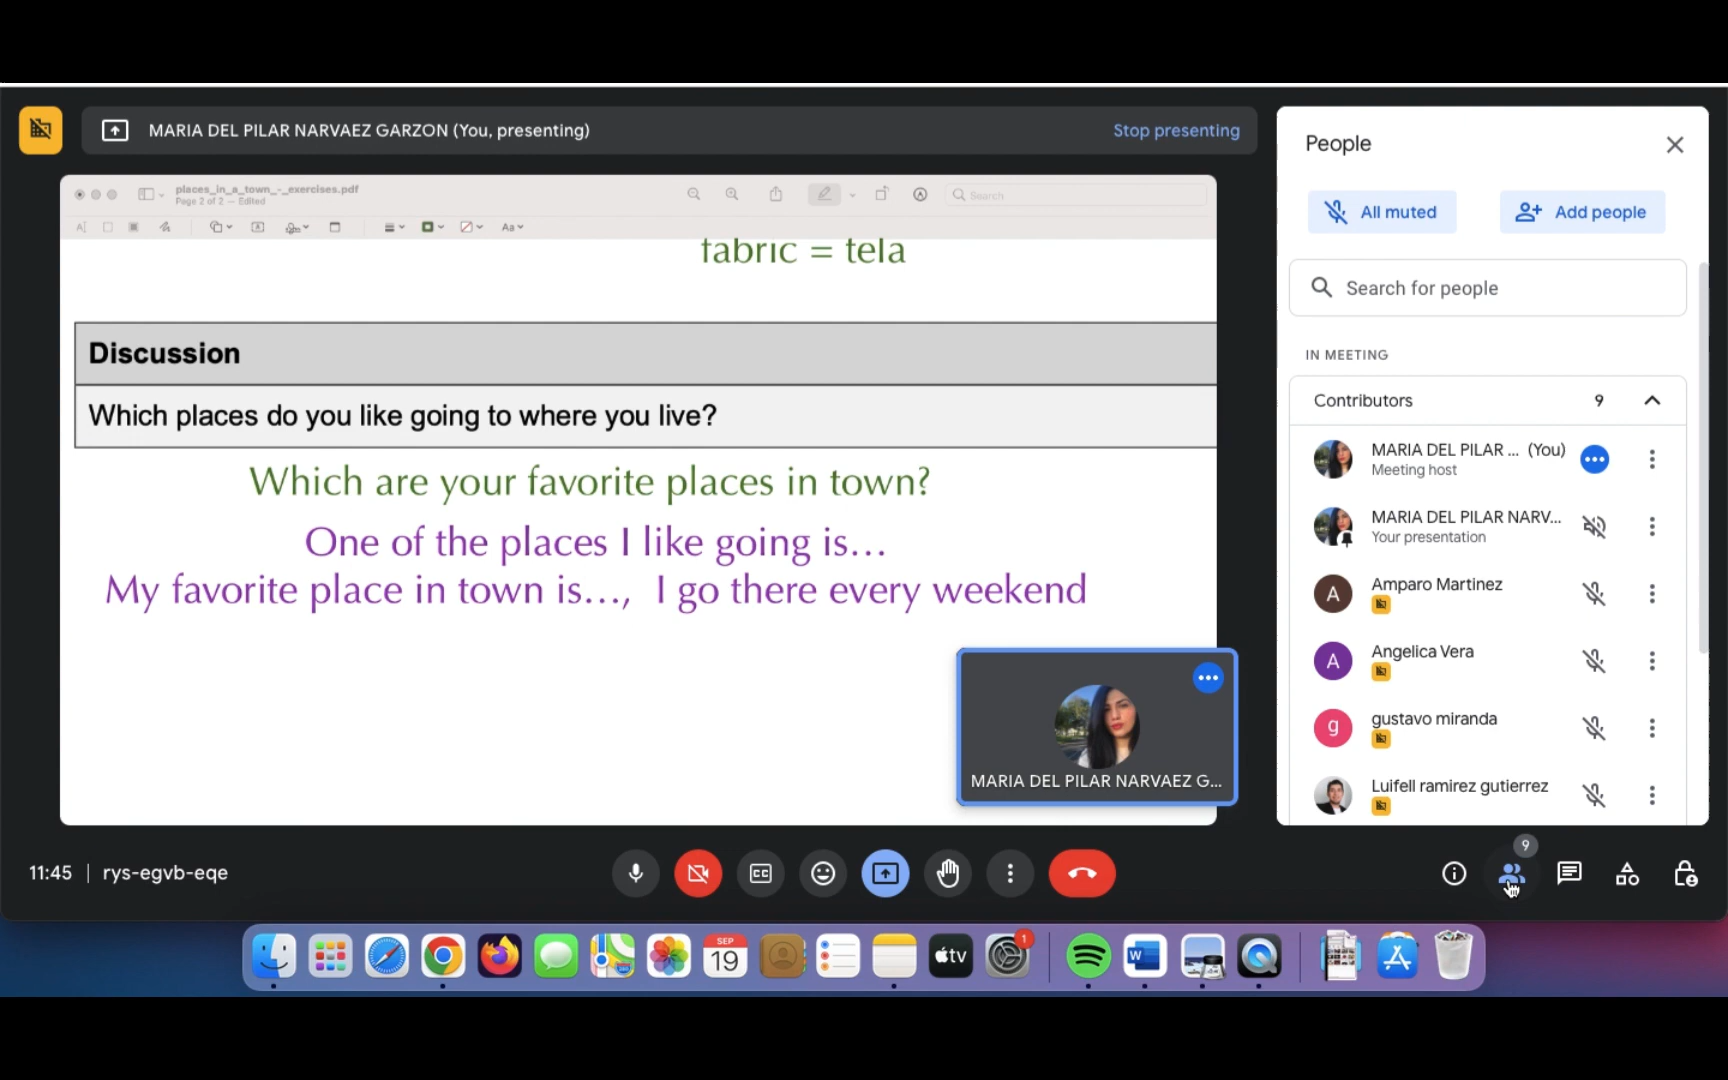 MARIA DEL PILAR NARVAEZ GARZON (You, presenting)
Stop presenting
places_in_a_town_-_exercises.pdf
Page 2 of 2 — Edited
Search
Aa
fabric = tela
Discussion
Which places do you like going to where you live?
Which are your favorite places in town?
One of the places I like going is...
My favorite place in town is..., I go there every weekend
MARIA DEL PILAR NARVAEZ G...
People
All muted
Add people
Search for people
IN MEETING
Contributors 9
MARIA DEL PILAR ... (You)
Meeting host
MARIA DEL PILAR NARV...
Your presentation
A Amparo Martinez
A Angelica Vera
g gustavo miranda
Luifell ramirez gutierrez
11:45 | rys-egvb-eqe
CC
9
SEP
19
tv
1
W